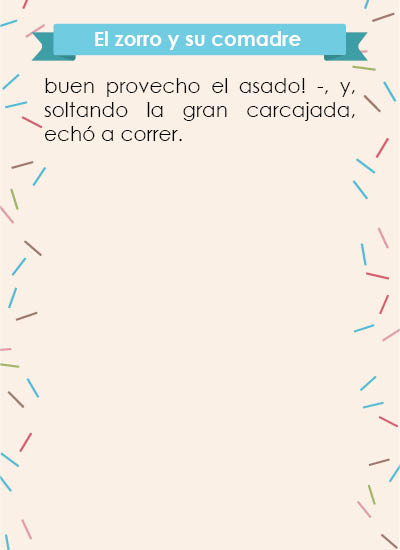 El zorro y su comadre
buen provecho el asado! -, y,
soltando la gran carcajada,
echó a correr.